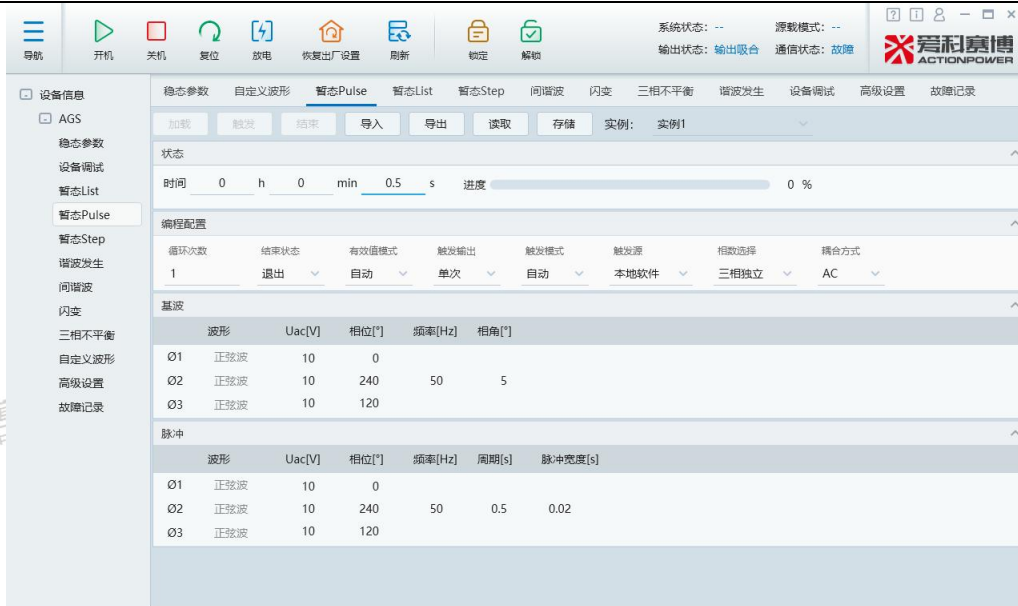 系统状态： -- 源载模式： --
导航 开机 关机 复位 放电 恢复出厂设置 刷新 锁定 解锁 输出状态：输出吸合 通信状态：故障 爱科赛博
ACTIONPOWER
设备信息
AGS
稳态参数
设备调试
暂态List
暂态Pulse
暂态Step
谐波发生
间谐波
闪变
三相不平衡
自定义波形
高级设置
故障记录
稳态参数 自定义波形 暂态Pulse 暂态List 暂态Step 间谐波 闪变 三相不平衡 谐波发生 设备调试 高级设置 故障记录
加载 触发 结束 导入 导出 读取 存储 实例： 实例1
状态
时间 0 h 0 min 0.5 s 进度 0 %
编程配置
循环次数 结束状态 有效值模式 触发输出 触发模式 触发源 相数选择 耦合方式
1 退出 自动 单次 自动 本地软件 三相独立 AC
基波
波形 Uac[V] 相位[°] 频率[Hz] 相角[°]
Ø1 正弦波 10 0
Ø2 正弦波 10 240 50 5
Ø3 正弦波 10 120
脉冲
波形 Uac[V] 相位[°] 频率[Hz] 周期[s] 脉冲宽度[s]
Ø1 正弦波 10 0
Ø2 正弦波 10 240 50 0.5 0.02
Ø3 正弦波 10 120